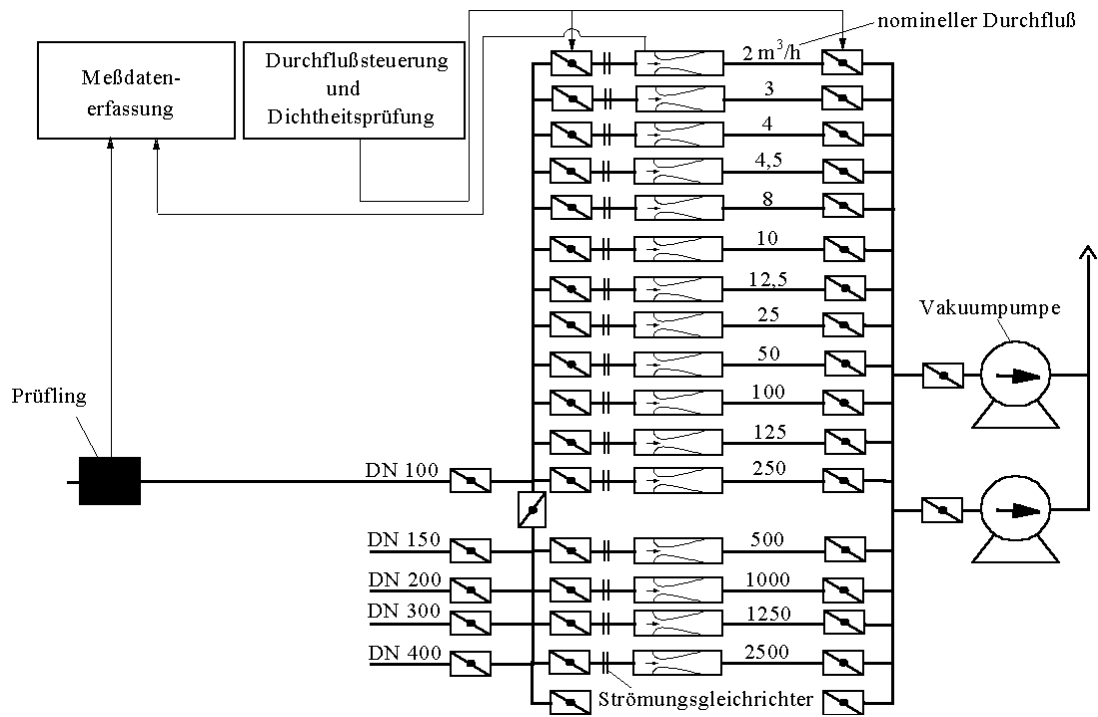 nomineller Durchfluß
Meßdaten-
erfassung
Durchflußsteuerung
und
Dichtheitsprüfung
2 m³/h
3
4
4,5
8
10
12,5
25
50
100
125
250
500
1000
1250
2500
Vakuumpumpe
Prüfling
DN 100
DN 150
DN 200
DN 300
DN 400
Strömungsgleichrichter